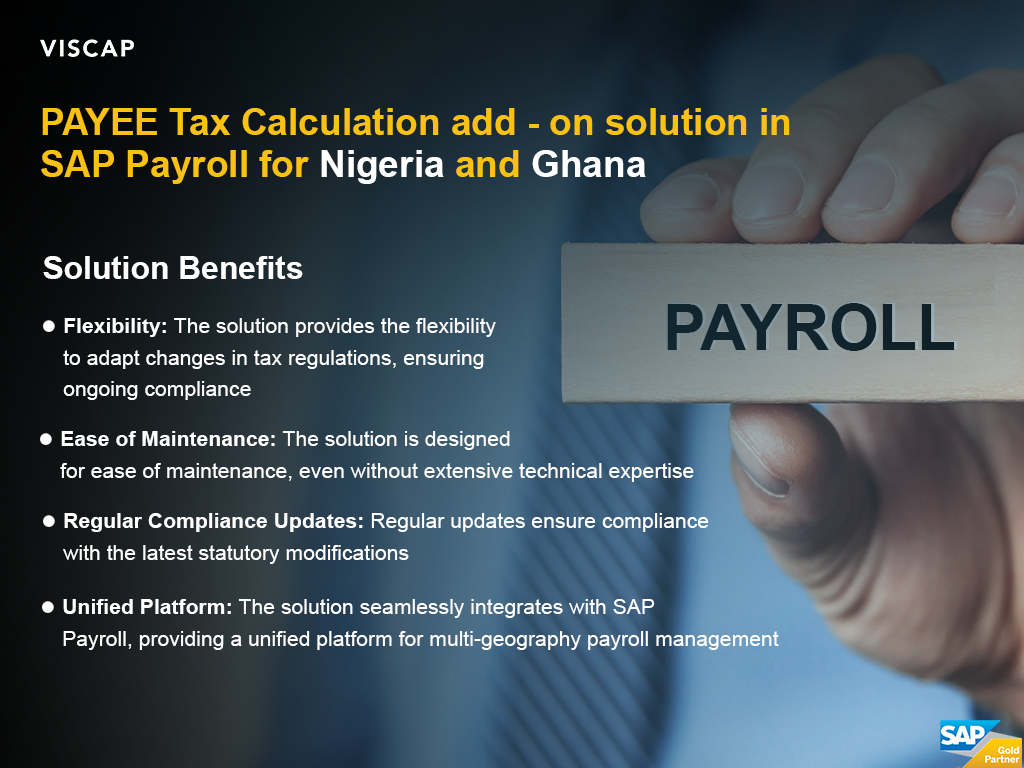 VISCAP
PAYEE Tax Calculation add - on solution in
SAP Payroll for Nigeria and Ghana
Solution Benefits
● Flexibility: The solution provides the flexibility
to adapt changes in tax regulations, ensuring
ongoing compliance
PAYROLL
● Ease of Maintenance: The solution is designed
for ease of maintenance, even without extensive technical expertise
● Regular Compliance Updates: Regular updates ensure compliance
with the latest statutory modifications
● Unified Platform: The solution seamlessly integrates with SAP
Payroll, providing a unified platform for multi-geography payroll management
SAP
Gold
Partner